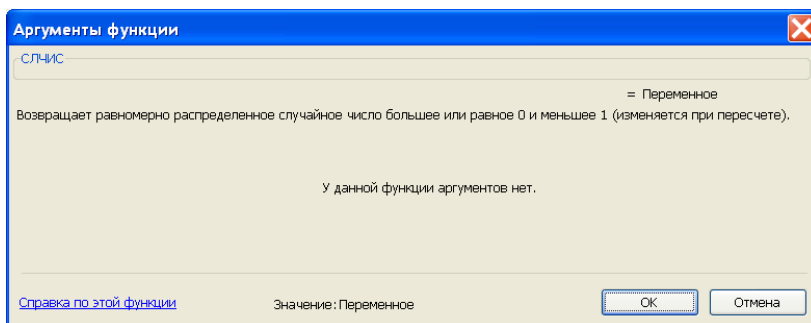 Аргументы функции
СЛЧИС
= Переменное
Возвращает равномерно распределенное случайное число большее или равное 0 и меньшее 1 (изменяется при пересчете).
У данной функции аргументов нет.
Справка по этой функции
Значение:Переменное
OK
Отмена